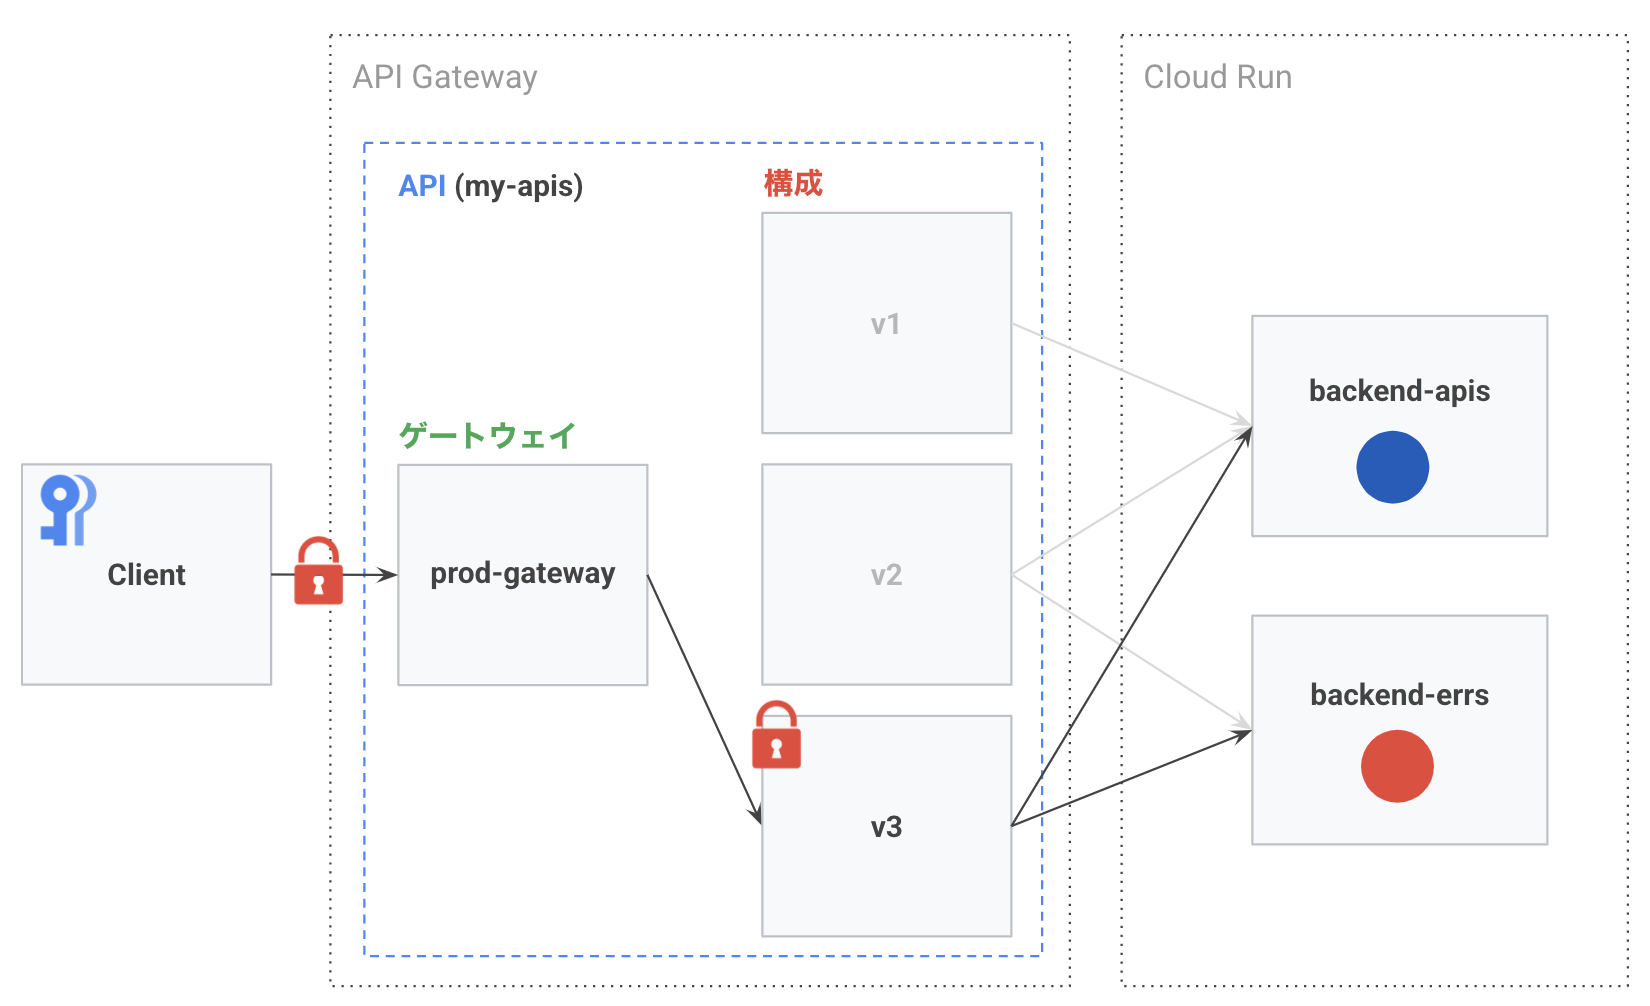 API Gateway
Cloud Run
API (my-apis)
構成
v1
backend-apis
ゲートウェイ
Client
prod-gateway
v2
backend-errs
v3